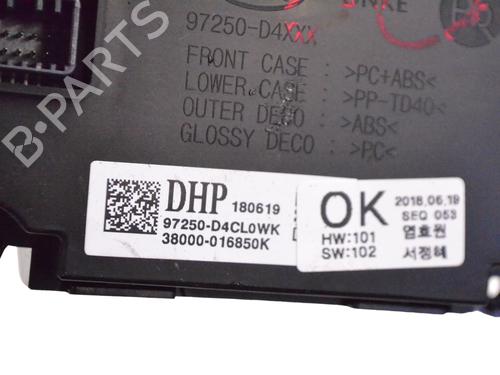 NRE
97250-D4XXX
FRONT CASE : >PC+ABS<
LOWER CASE : >PP-TD40<
OUTER DECO : >ABS<
GLOSSY DECO : >PC<
B-PARTS
DHP 180619
97250-D4CL0WK
38000-016850K
OK
HW:101
SW:102
2018.06.19
SEQ 053
염효원
서정혜